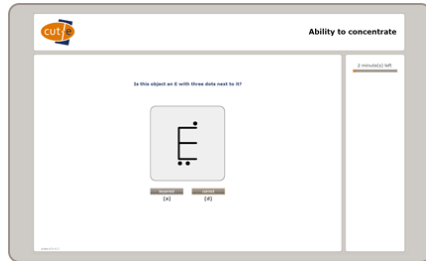 cut-e
Ability to concentrate
2 minute(s) left
Is this object an E with three dots next to it?
E
[a]
[d]